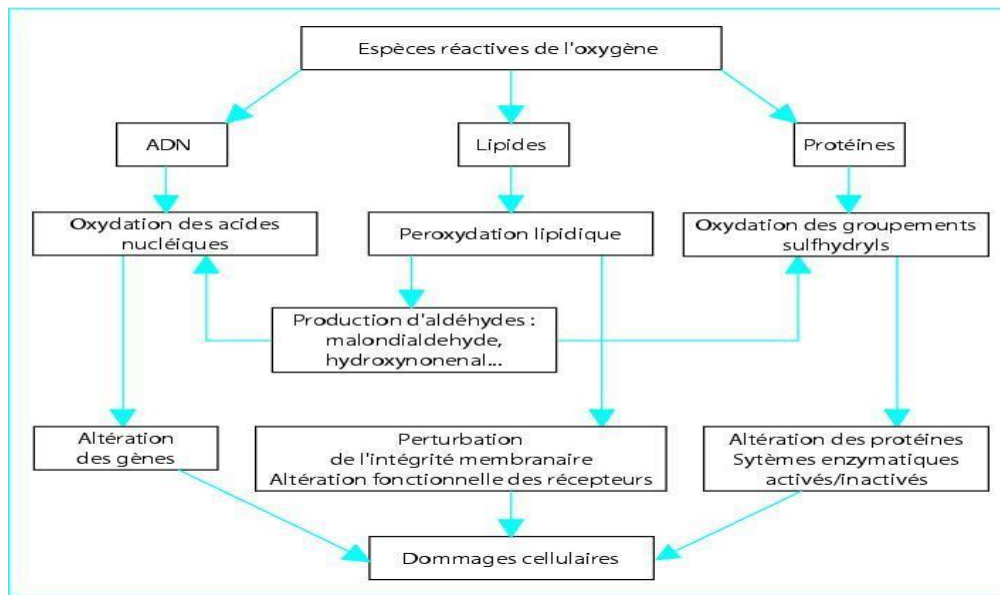 Espèces réactives de l'oxygène
ADN
Lipides
Protéines
Oxydation des acides
nucléiques
Peroxydation lipidique
Oxydation des groupements
sulfhydryls
Production d'aldéhydes :
malondialdehyde,
hydroxynonenal...
Altération
des gènes
Perturbation
de l'intégrité membranaire
Altération fonctionnelle des récepteurs
Altération des protéines
Sytèmes enzymatiques
activés/inactivés
Dommages cellulaires